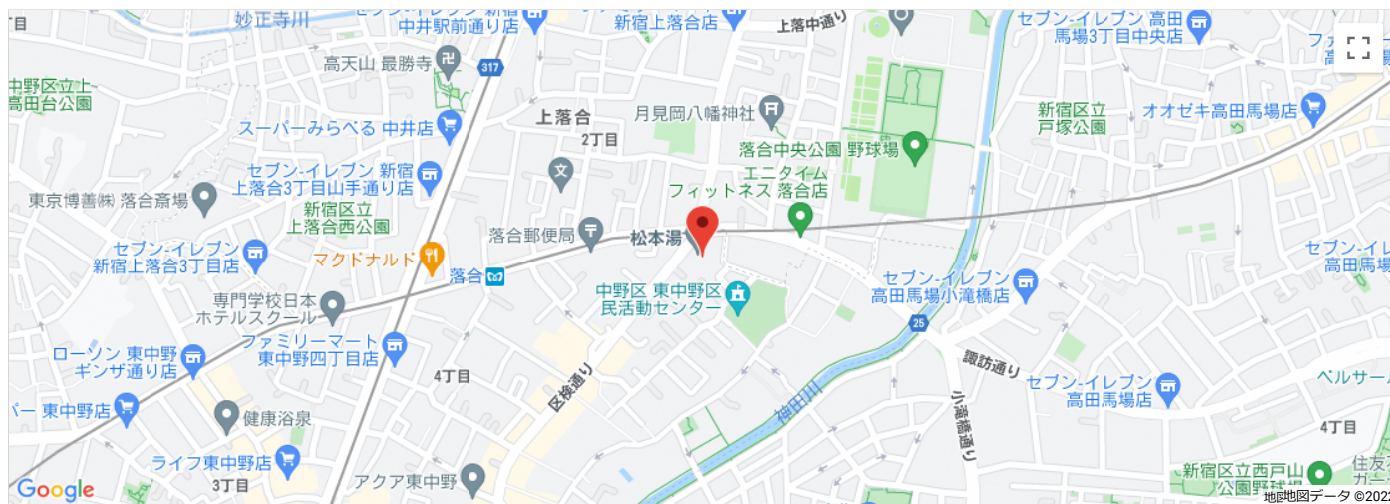 妙正寺川
中井駅前通り店
新宿上落合店
上落中通り
セブン-イレブン 高田
馬場3丁目中央店
丁目
317
高天山 最勝寺
中野区立上
高田台公園
月見岡八幡神社
新宿区立
戸塚公園
オオゼキ高田馬場店
上落合
2丁目
スーパーみらべる 中井店
落合中央公園 野球場
セブン-イレブン 新宿
上落合3丁目山手通り店
エニタイム
フィットネス 落合店
東京博善㈱ 落合斎場
新宿区立
上落合西公園
落合郵便局
松本湯
セブン-イレブン
新宿上落合3丁目店
マクドナルド
落合
セブン-イレブン
高田馬場小滝橋店
中野区 東中野区
民活動センター
専門学校日本
ホテルスクール
25
ファミリーマート
東中野四丁目店
ローソン 東中野
ギンザ通り店
諏訪通り
4丁目
区検通り
神田川
小滝橋通り
セブン-イレブン
高田馬場店
ベルサール
パー 東中野店
健康浴泉
4丁目
ライフ東中野店
アクア東中野
3丁目
新宿区立西戸山
公園野球場
Google
地図データ ©202